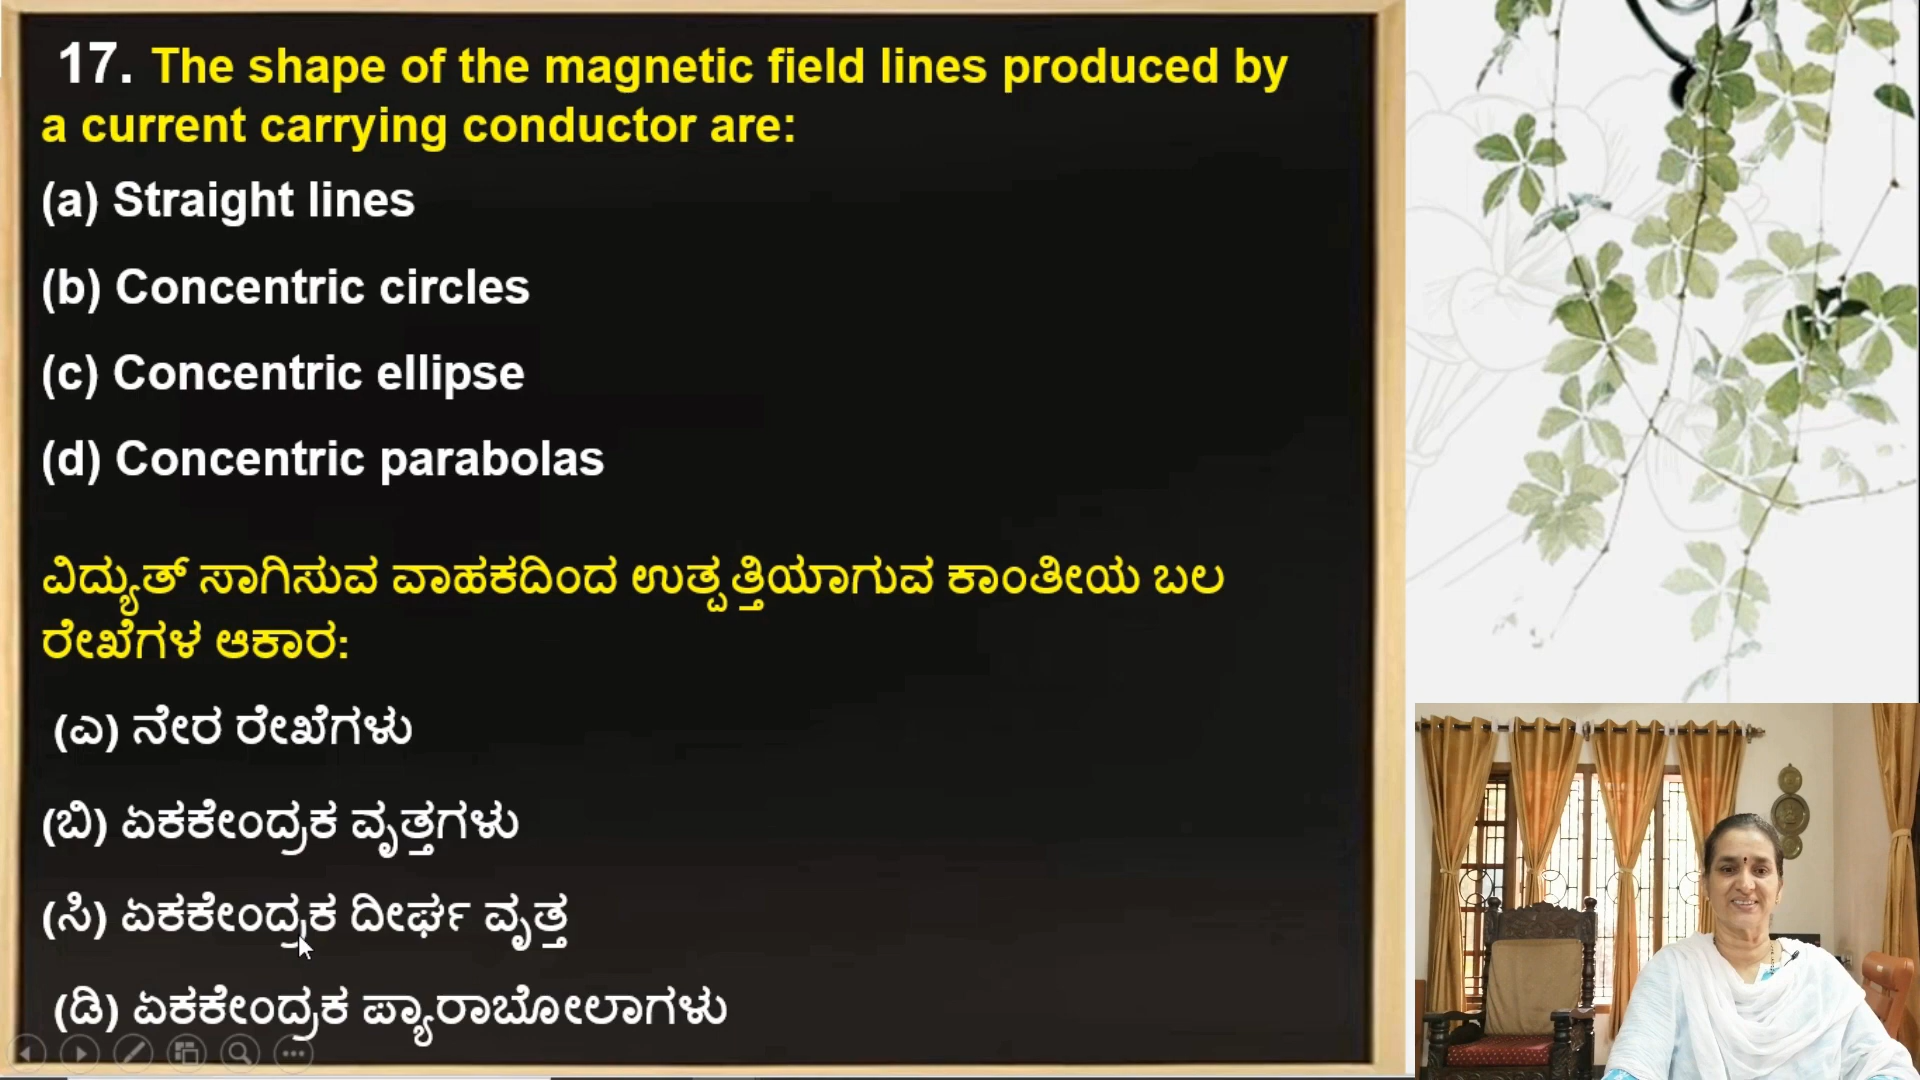 17. The shape of the magnetic field lines produced by
a current carrying conductor are:
(a) Straight lines
(b) Concentric circles
(c) Concentric ellipse
(d) Concentric parabolas
ವಿದ್ಯುತ್ ಸಾಗಿಸುವ ವಾಹಕದಿಂದ ಉತ್ಪತ್ತಿಯಾಗುವ ಕಾಂತೀಯ ಬಲ
ರೇಖೆಗಳ ಆಕಾರ:
(ಎ) ನೇರ ರೇಖೆಗಳು
(ಬಿ) ಏಕಕೇಂದ್ರಕ ವೃತ್ತಗಳು
(ಸಿ) ಏಕಕೇಂದ್ರಕ ದೀರ್ಘ ವೃತ್ತ
(ಡಿ) ಏಕಕೇಂದ್ರಕ ಪ್ಯಾರಾಬೋಲಾಗಳು